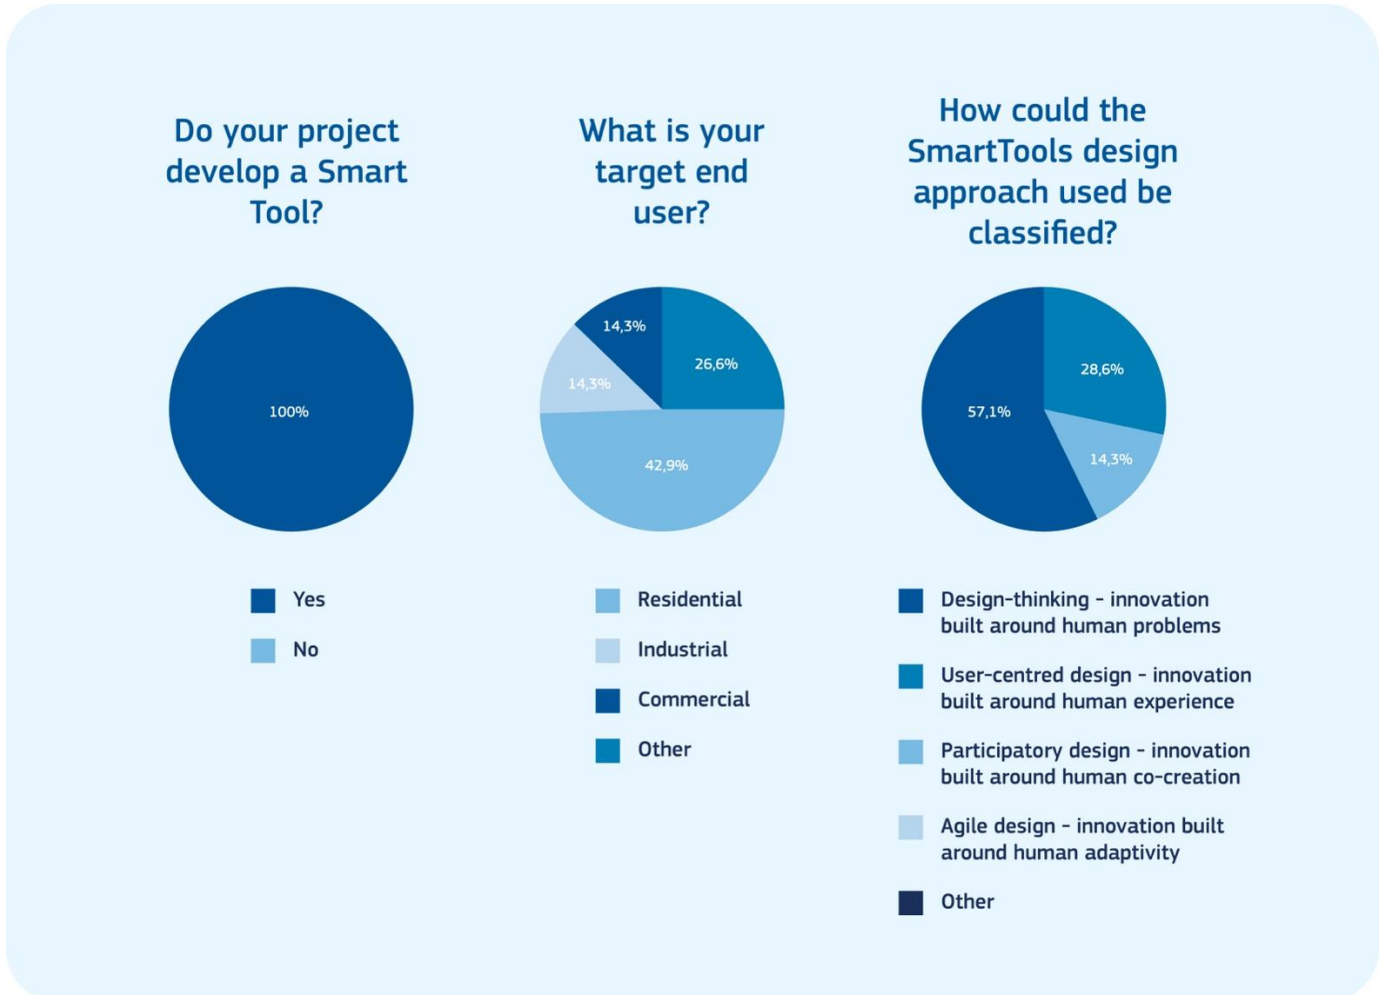 Do your project
develop a Smart
Tool?
100%
Yes
No
What is your
target end
user?
14,3%
26,6%
14,3%
42,9%
Residential
Industrial
Commercial
Other
How could the
SmartTools design
approach used be
classified?
28,6%
57,1%
14,3%
Design-thinking - innovation
built around human problems
User-centred design - innovation
built around human experience
Participatory design - innovation
built around human co-creation
Agile design - innovation built
around human adaptivity
Other